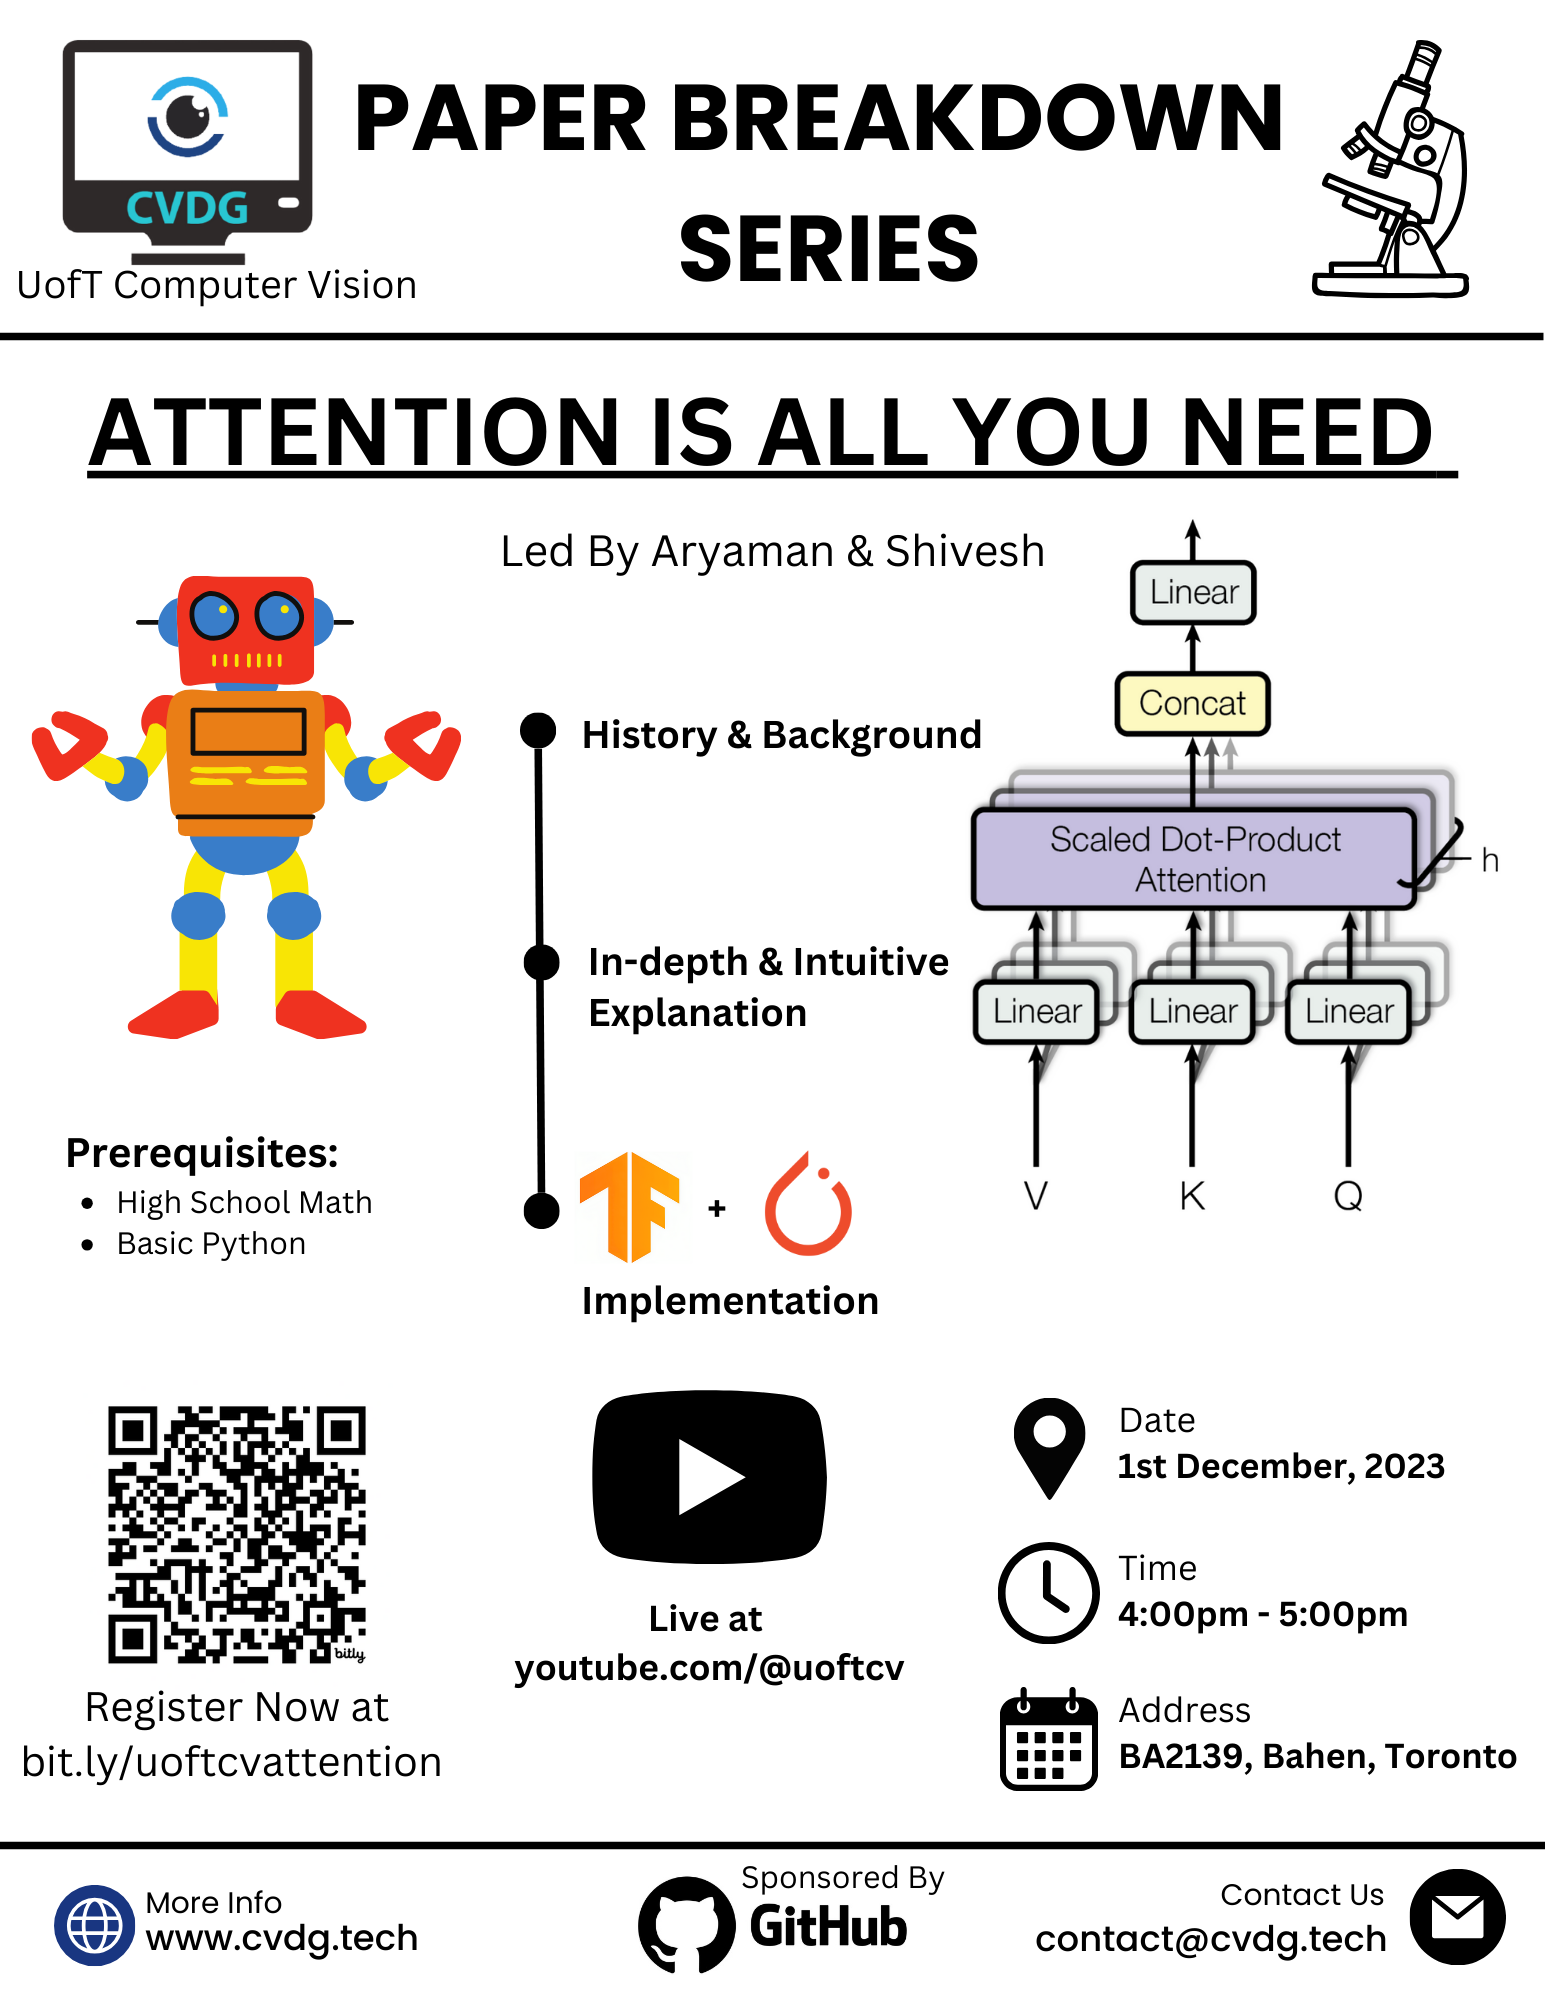 CVDG
UofT Computer Vision
PAPER BREAKDOWN
SERIES
ATTENTION IS ALL YOU NEED
Led By Aryaman & Shivesh
History & Background
In-depth & Intuitive
Explanation
+
Implementation
Linear
Concat
Scaled Dot-Product
Attention
h
Linear
Linear
Linear
V
K
Q
Prerequisites:
• High School Math
• Basic Python
bitly
Register Now at
bit.ly/uoftcvattention
Live at
youtube.com/@uoftcv
Date
1st December, 2023
Time
4:00pm - 5:00pm
Address
BA2139, Bahen, Toronto
More Info
www.cvdg.tech
Sponsored By
GitHub
Contact Us
contact@cvdg.tech